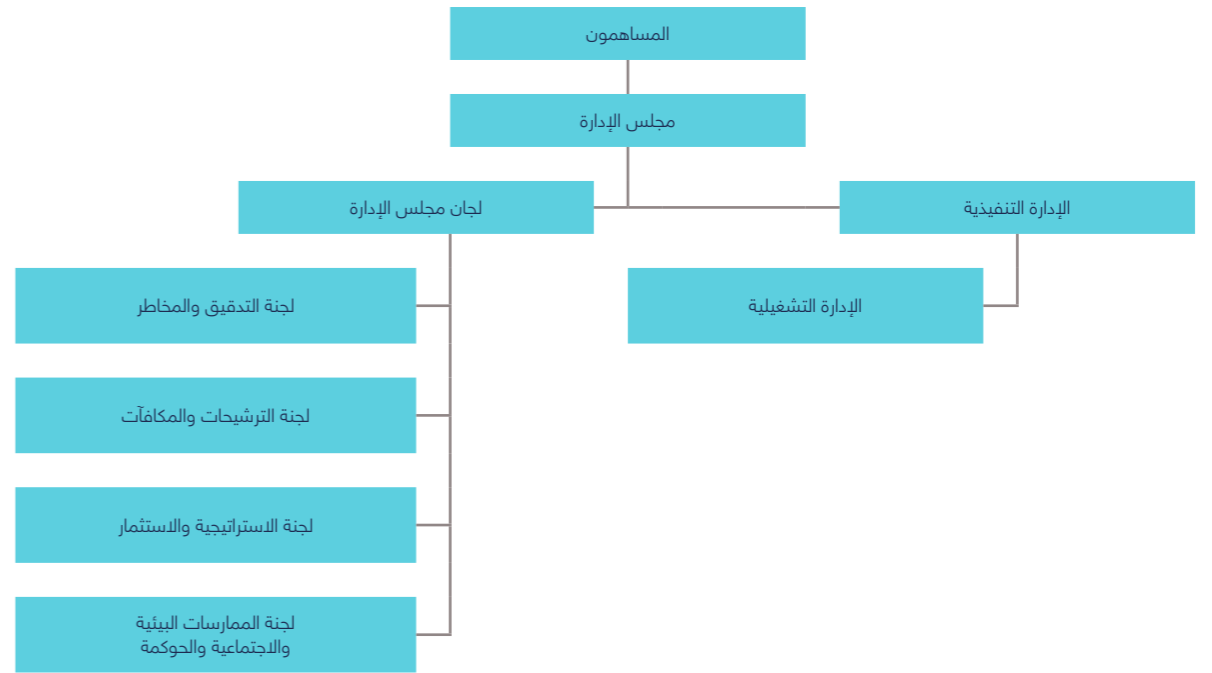 المساهمون
مجلس الإدارة
الإدارة التنفيذية
لجان مجلس الإدارة
الإدارة التشغيلية
لجنة التدقيق والمخاطر
لجنة الترشيحات والمكافآت
لجنة الاستراتيجية والاستثمار
لجنة الممارسات البيئية
والاجتماعية والحوكمة